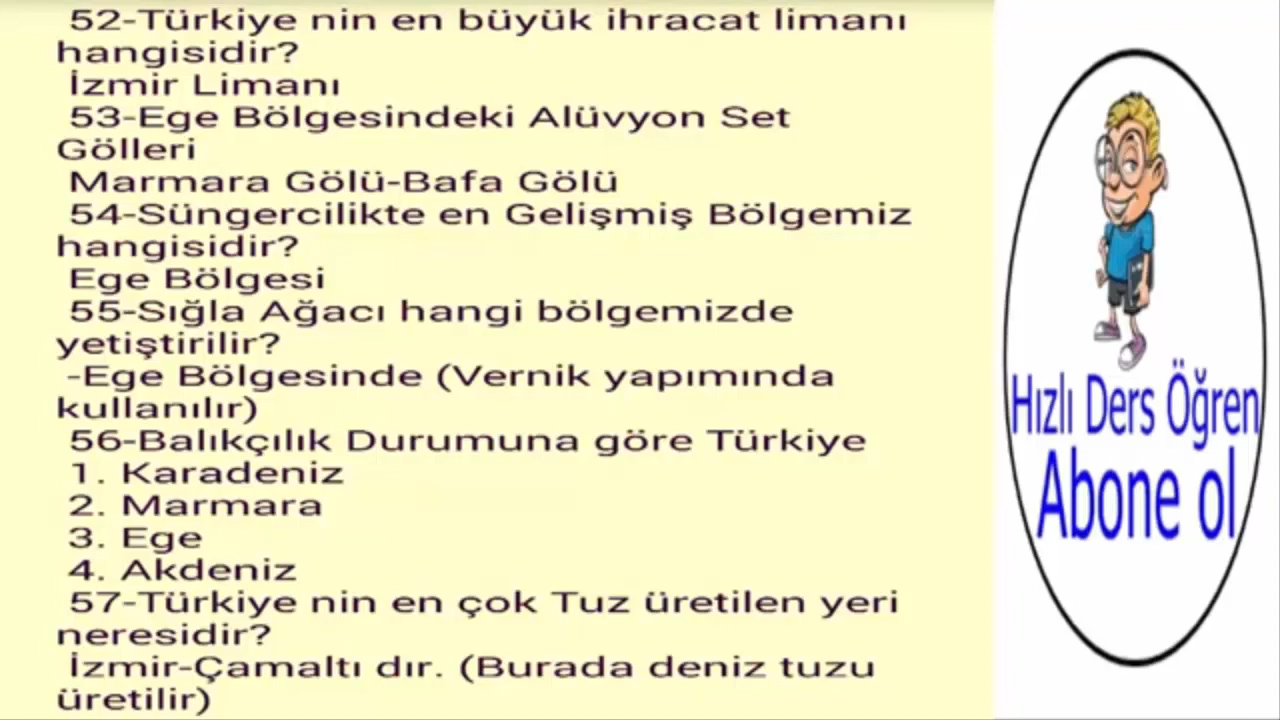 52-Türkiye nin en büyük ihracat limanı
hangisidir?
İzmir Limanı
53-Ege Bölgesindeki Alüvyon Set
Gölleri
Marmara Gölü-Bafa Gölü
54-Süngercilikte en Gelişmiş Bölgemiz
hangisidir?
Ege Bölgesi
55-Sığla Ağacı hangi bölgemizde
yetiştirilir?
-Ege Bölgesinde (Vernik yapımında
kullanılır)
56-Balıkçılık Durumuna göre Türkiye
1. Karadeniz
2. Marmara
3. Ege
4. Akdeniz
57-Türkiye nin en çok Tuz üretilen yeri
neresidir?
İzmir-Çamaltı dır. (Burada deniz tuzu
üretilir)
Hızlı Ders Öğren
Abone ol